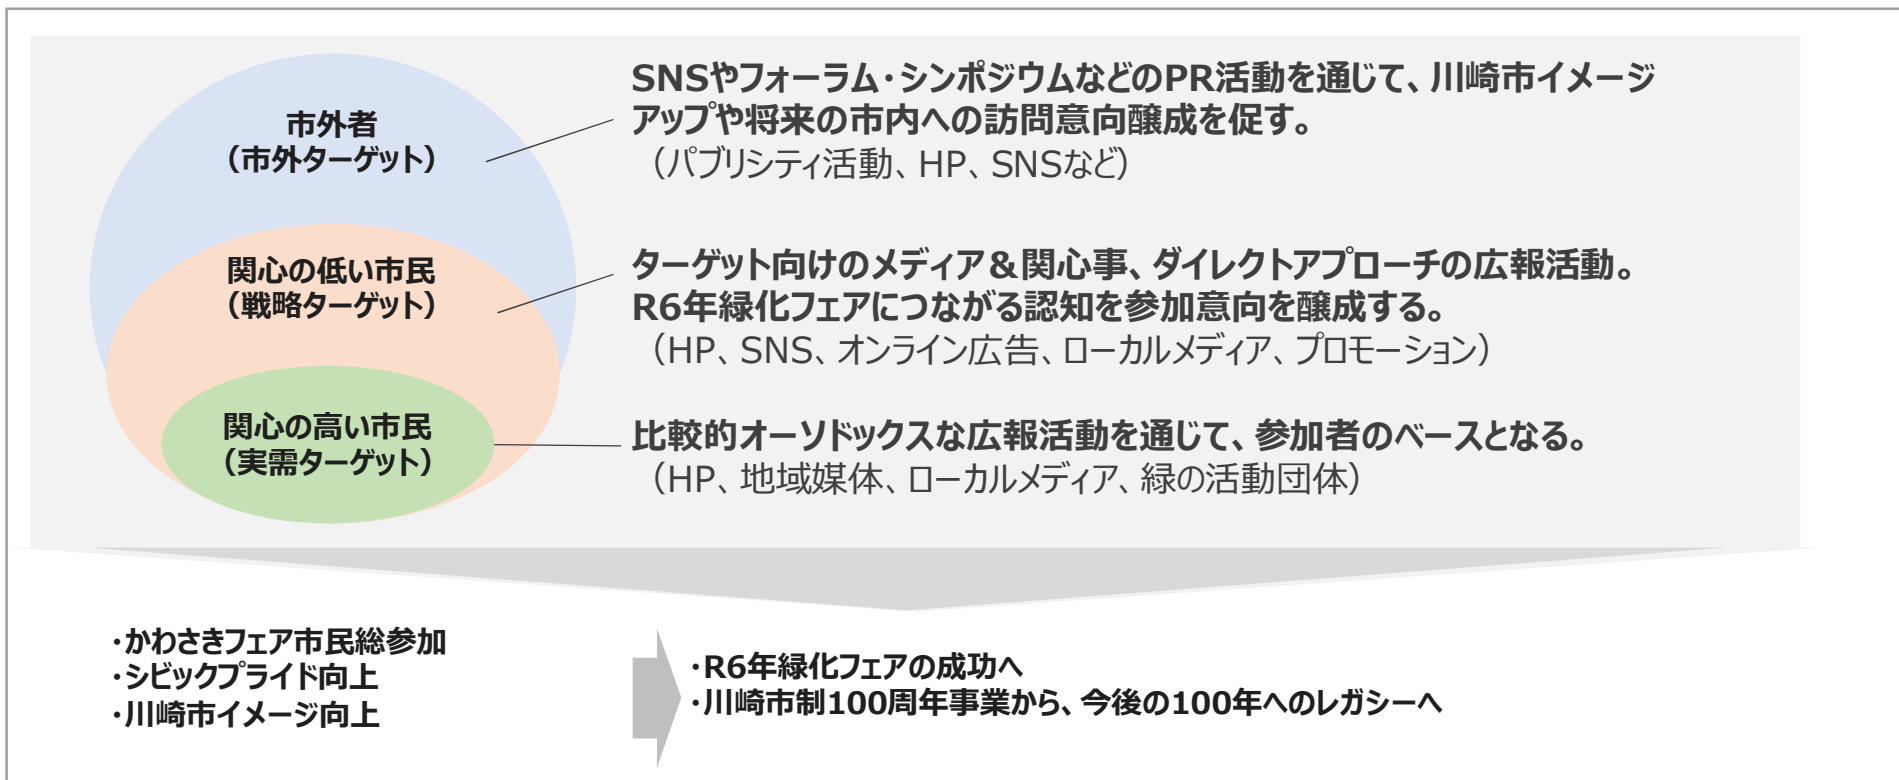 市外者
（市外ターゲット）
SNSやフォーラム・シンポジウムなどのPR活動を通じて、川崎市イメージ
アップや将来の市内への訪問意向醸成を促す。
（パブリシティ活動、HP、SNSなど）
関心の低い市民
（戦略ターゲット）
ターゲット向けのメディア＆関心事、ダイレクトアプローチの広報活動。
R6年緑化フェアにつながる認知を参加意向を醸成する。
（HP、SNS、オンライン広告、ローカルメディア、プロモーション）
関心の高い市民
（実需ターゲット）
比較的オーソドックスな広報活動を通じて、参加者のベースとなる。
（HP、地域媒体、ローカルメディア、緑の活動団体）
・かわさきフェア市民総参加
・シビックプライド向上
・川崎市イメージ向上
・R6年緑化フェアの成功へ
・川崎市制100周年事業から、今後の100年へのレガシーへ